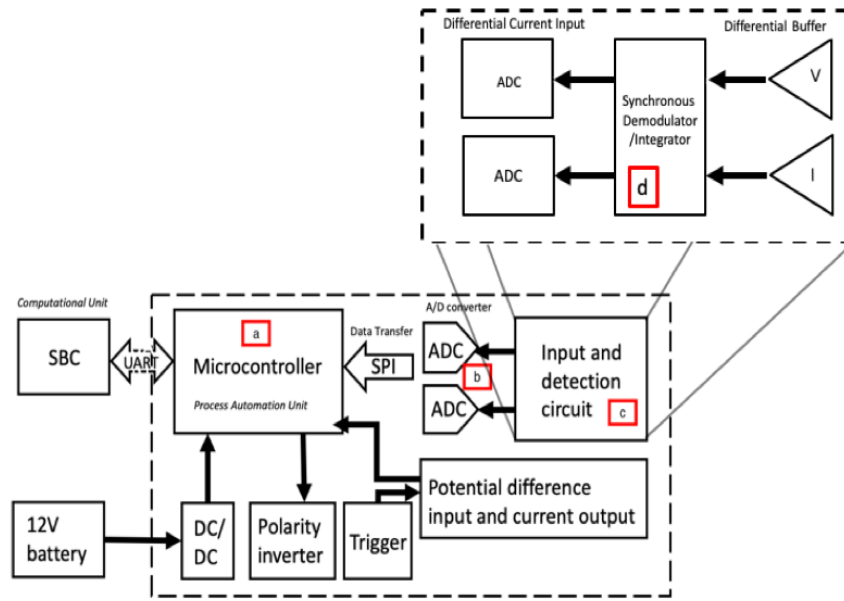 Differential Current Input
Differential Buffer
ADC
Synchronous
Demodulator
/Integrator
V
ADC
d
I
Computational Unit
A/D converter
SBC
UART
a
Microcontroller
Process Automation Unit
Data Transfer
SPI
ADC
b
ADC
Input and
detection
circuit
c
12V
battery
DC/
DC
Polarity
inverter
Trigger
Potential difference
input and current output